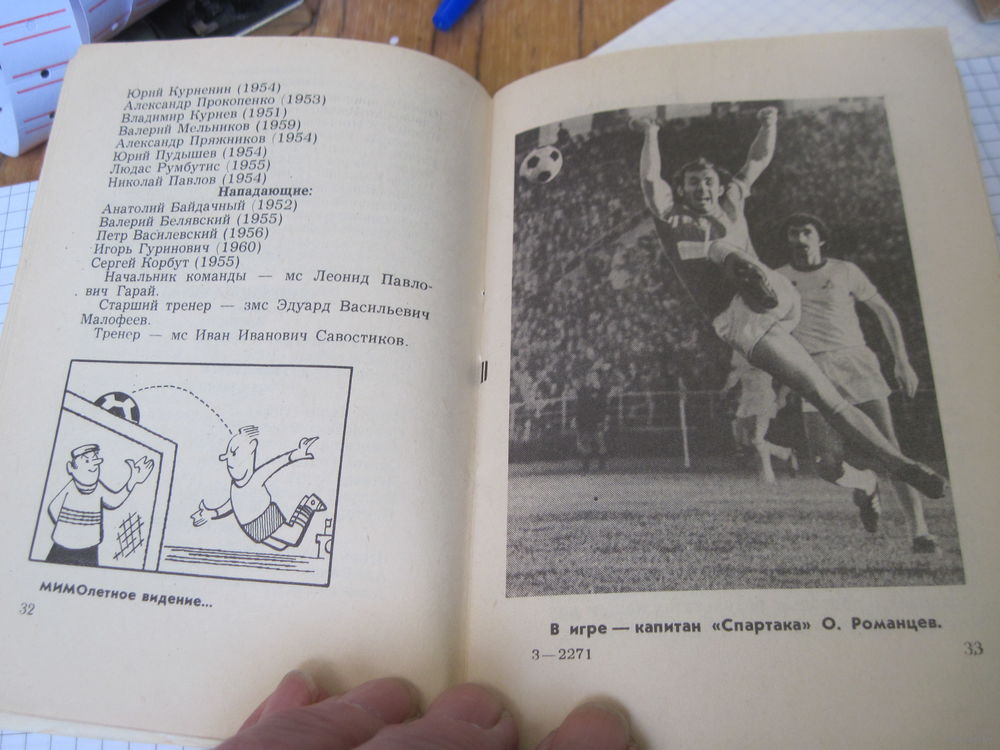 Юрий Курненин (1954)
Александр Прокопенко (1953)
Владимир Курнев (1951)
Валерий Мельников (1959)
Александр Пряжников (1954)
Юрий Пудышев (1954)
Людас Румбутис (1955)
Николай Павлов (1954)
Нападающие:
Анатолий Байдачный (1952)
Валерий Белявский (1955)
Петр Василевский (1956)
Игорь Гуринович (1960)
Сергей Корбут (1955)
Начальник команды — мс Леонид Павло-
вич Гарай.
Старший тренер — змс Эдуард Васильевич
Малофеев.
Тренер — мс Иван Иванович Савостиков.
МИМОлетное видение...
32
В игре — капитан «Спартака» О. Романцев.
3—2271
33